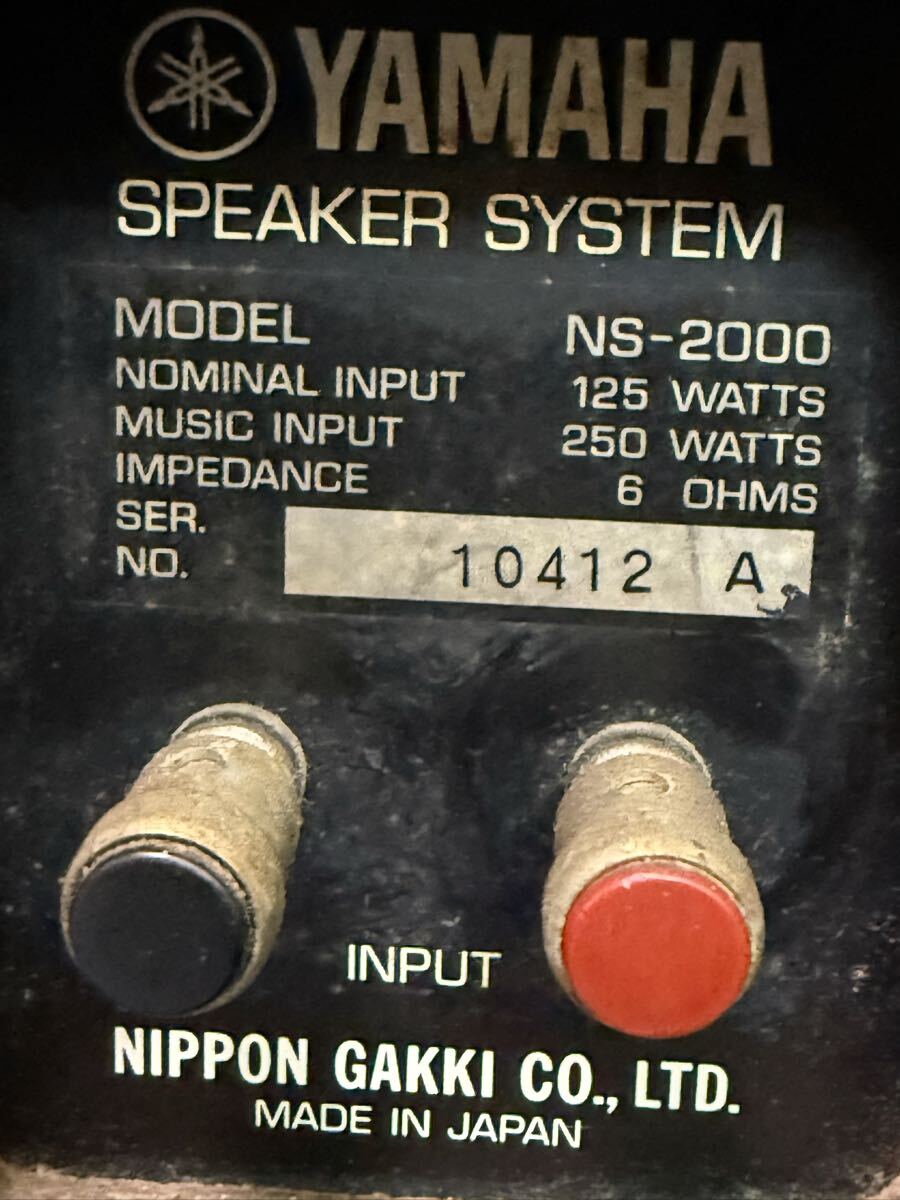 YAMAHA
SPEAKER SYSTEM
MODEL NS-2000
NOMINAL INPUT 125 WATTS
MUSIC INPUT 250 WATTS
IMPEDANCE 6 OHMS
SER.
NO. 10412 A
INPUT
NIPPON GAKKI CO., LTD.
MADE IN JAPAN